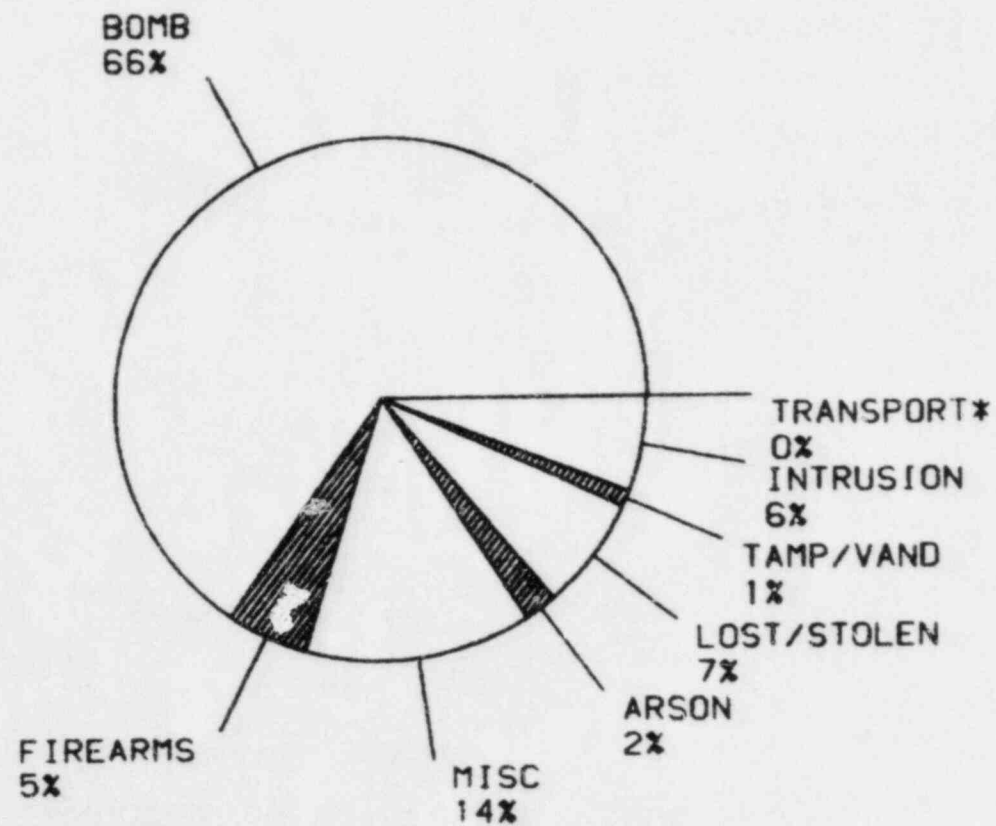 BOMB
66%
TRANSPORT*
0%
INTRUSION
6%
TAMP/VAND
1%
LOST/STOLEN
7%
ARSON
2%
MISC
14%
FIREARMS
5%